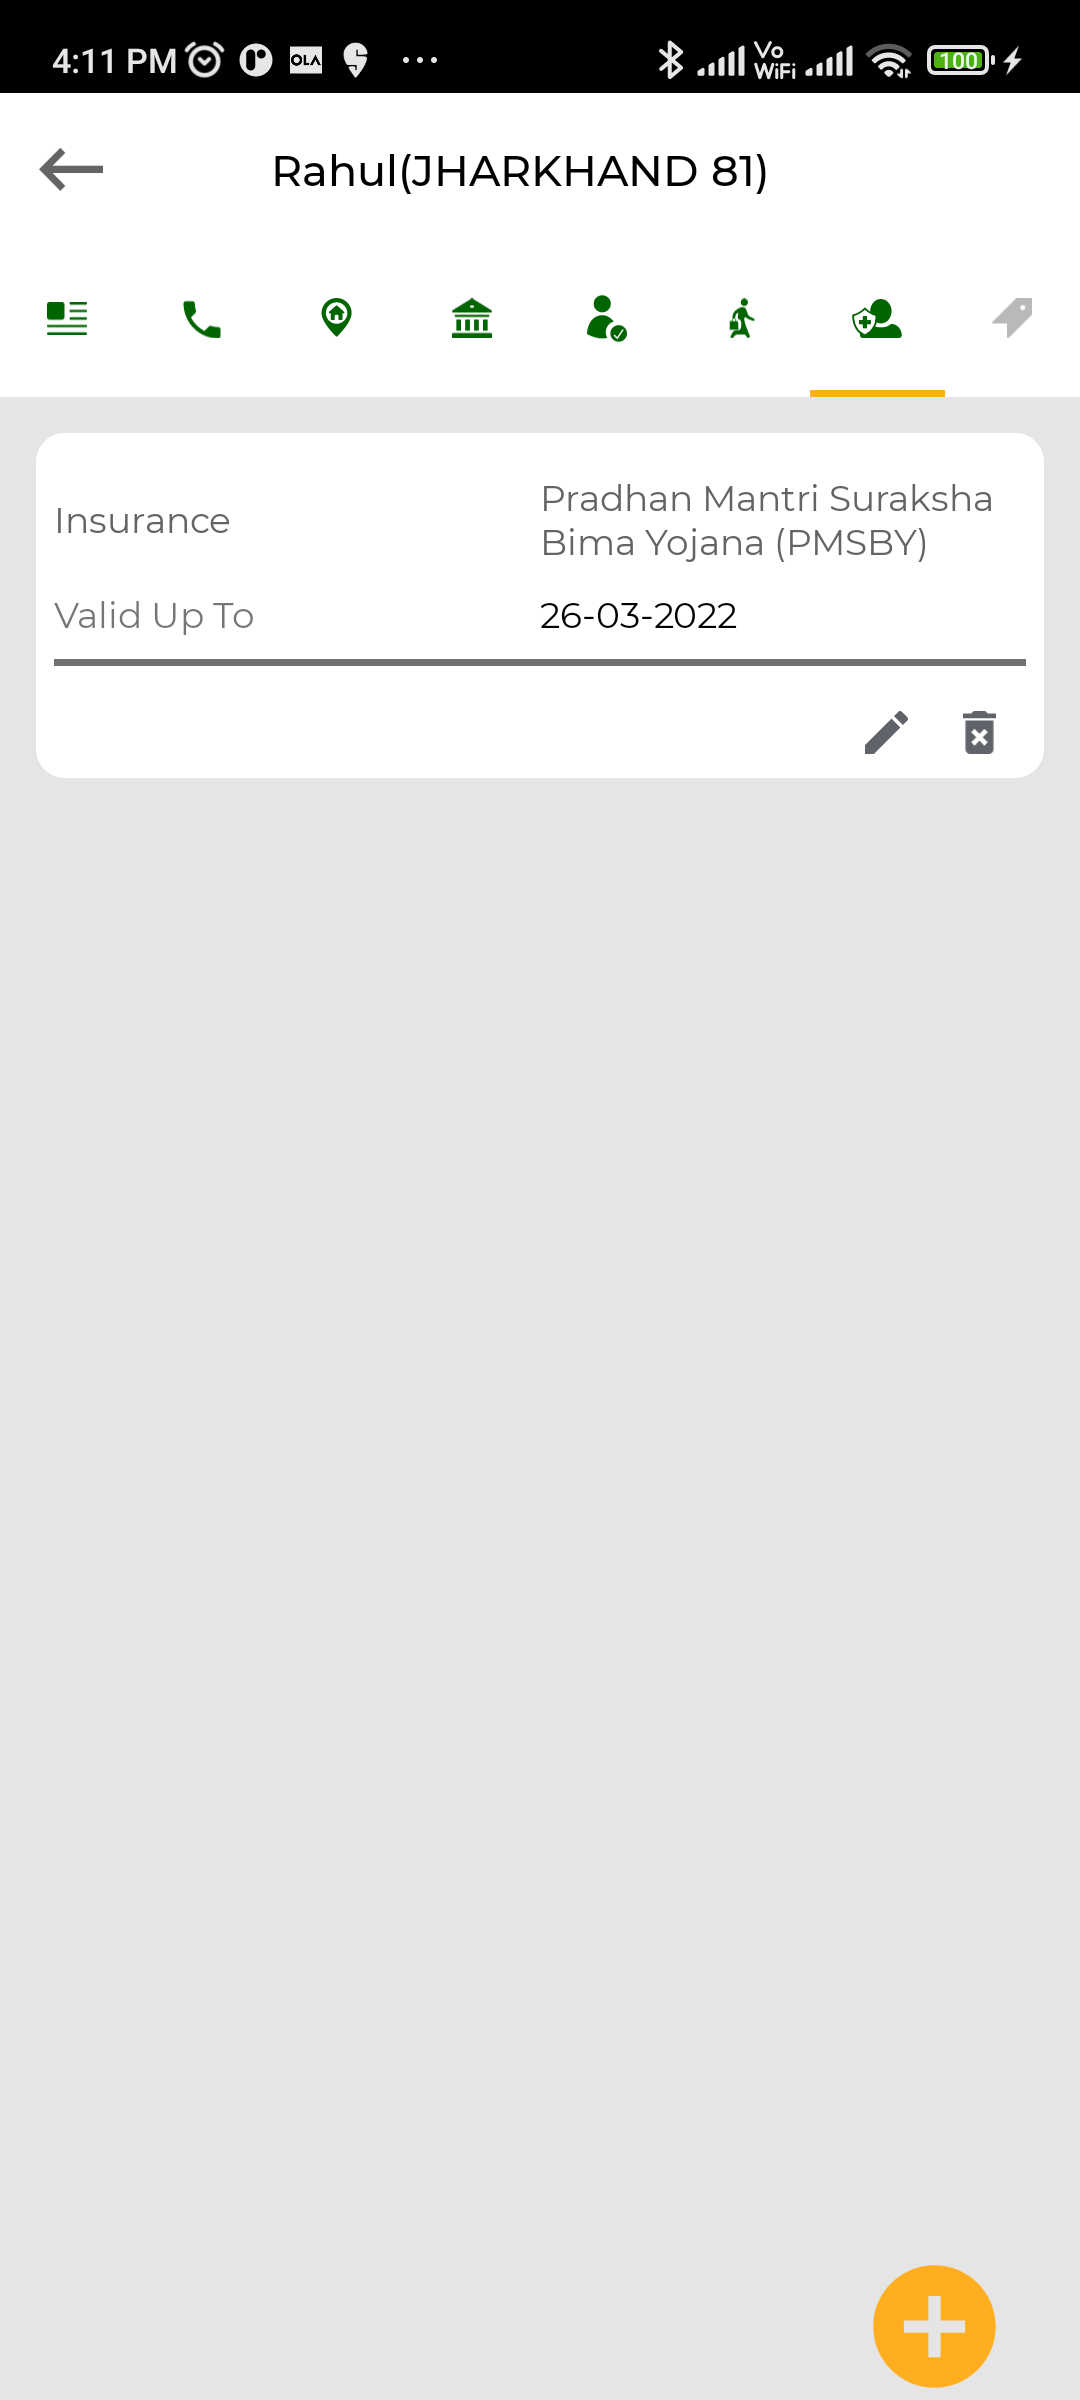 4:11 PM OLA ... Vo WiFi 100
Rahul(JHARKHAND 81)
Insurance
Pradhan Mantri Suraksha
Bima Yojana (PMSBY)
Valid Up To
26-03-2022